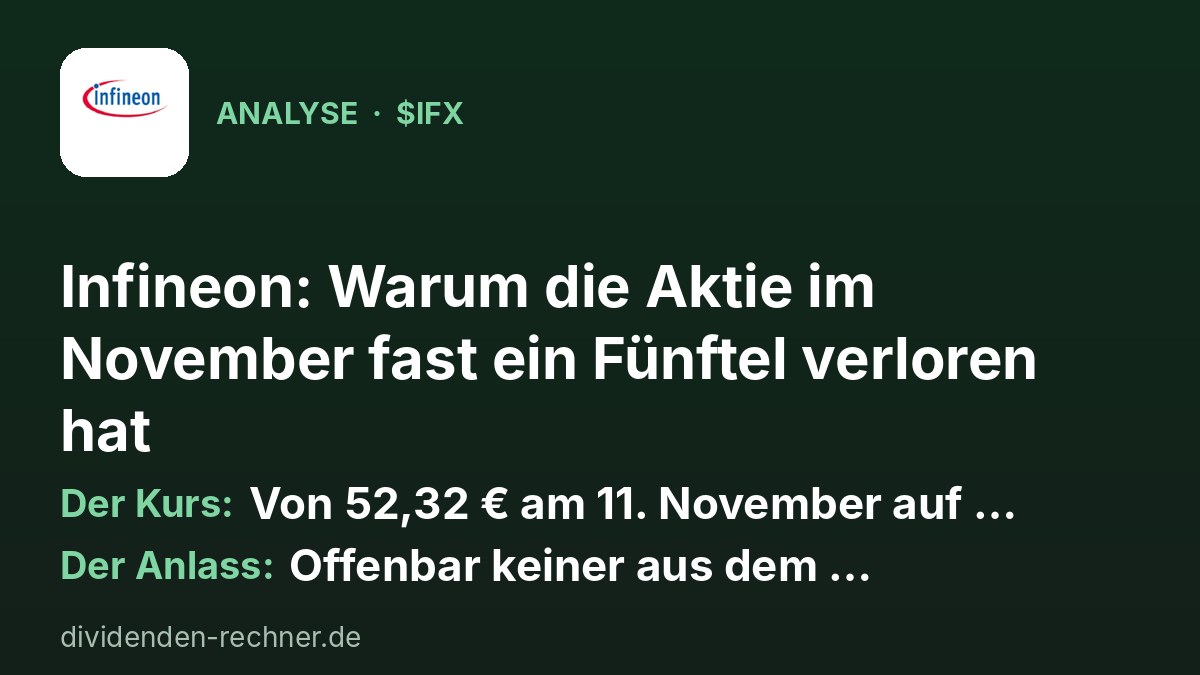 infineon
ANALYSE · $IFX
Infineon: Warum die Aktie im
November fast ein Fünftel verloren
hat
Der Kurs: Von 52,32 € am 11. November auf ...
Der Anlass: Offenbar keiner aus dem ...
dividenden-rechner.de